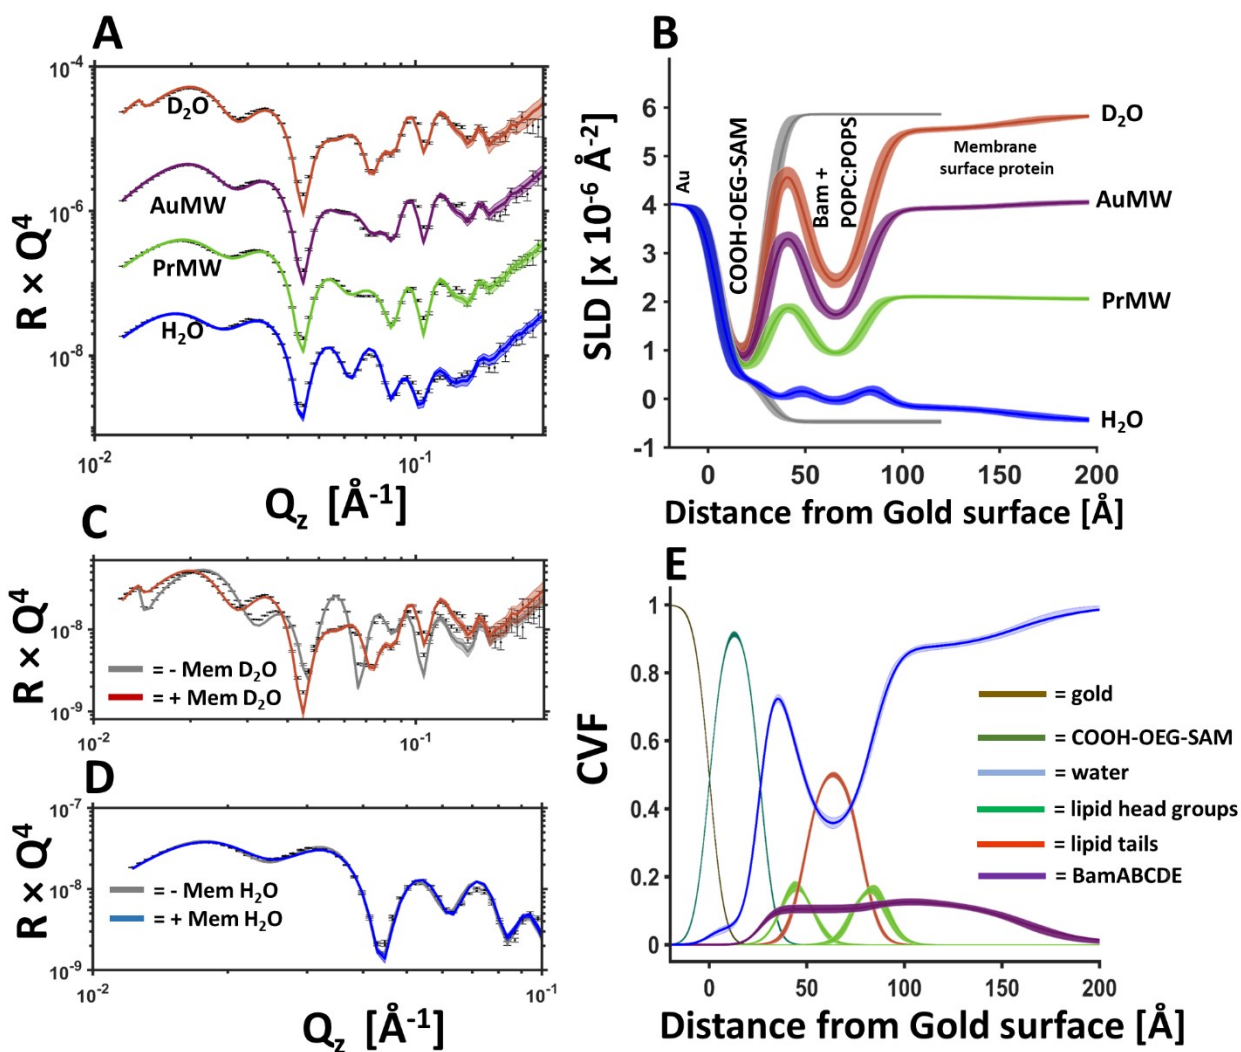 A
R × Q⁴
10⁻⁴
10⁻⁶
10⁻⁸
D₂O
AuMW
PrMW
H₂O
10⁻²
10⁻¹
Q_z [Å⁻¹]
B
SLD [x 10⁻⁶ Å⁻²]
6
5
4
3
2
1
0
-1
Au
COOH-OEG-SAM
Bam +
POPC:POPS
Membrane
surface protein
D₂O
AuMW
PrMW
H₂O
0
50
100
150
200
Distance from Gold surface [Å]
C
R × Q⁴
10⁻⁸
10⁻⁹
= - Mem D₂O
= + Mem D₂O
10⁻²
10⁻¹
D
R × Q⁴
10⁻⁷
10⁻⁸
10⁻⁹
= - Mem H₂O
= + Mem H₂O
10⁻²
10⁻¹
Q_z [Å⁻¹]
E
CVF
1
0.8
0.6
0.4
0.2
0
= gold
= COOH-OEG-SAM
= water
= lipid head groups
= lipid tails
= BamABCDE
0
50
100
150
200
Distance from Gold surface [Å]